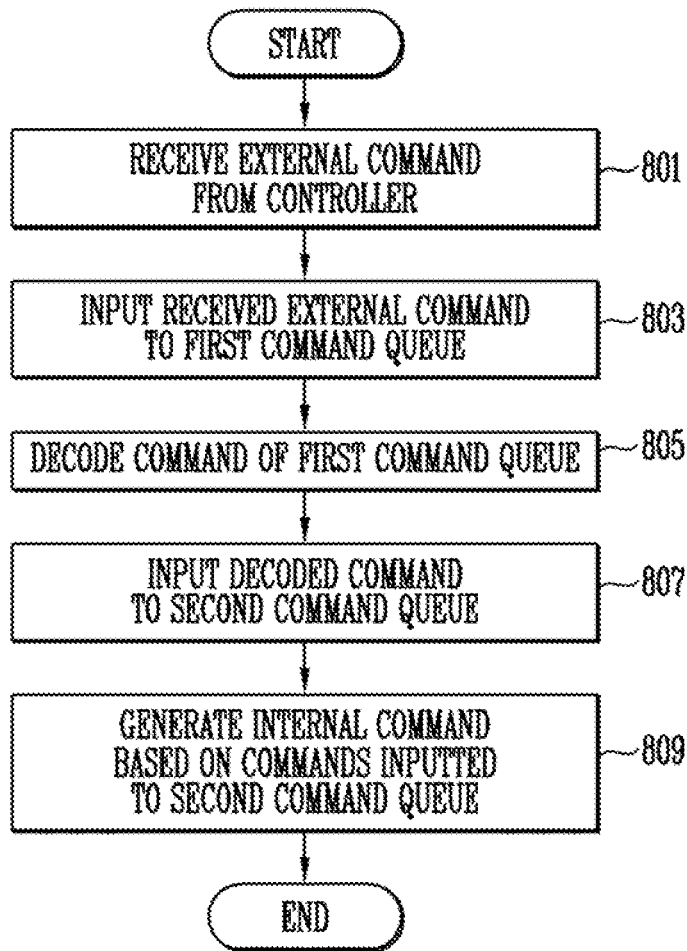 START
RECEIVE EXTERNAL COMMAND
FROM CONTROLLER
801
INPUT RECEIVED EXTERNAL COMMAND
TO FIRST COMMAND QUEUE
803
DECODE COMMAND OF FIRST COMMAND QUEUE
805
INPUT DECODED COMMAND
TO SECOND COMMAND QUEUE
807
GENERATE INTERNAL COMMAND
BASED ON COMMANDS INPUTTED
TO SECOND COMMAND QUEUE
809
END